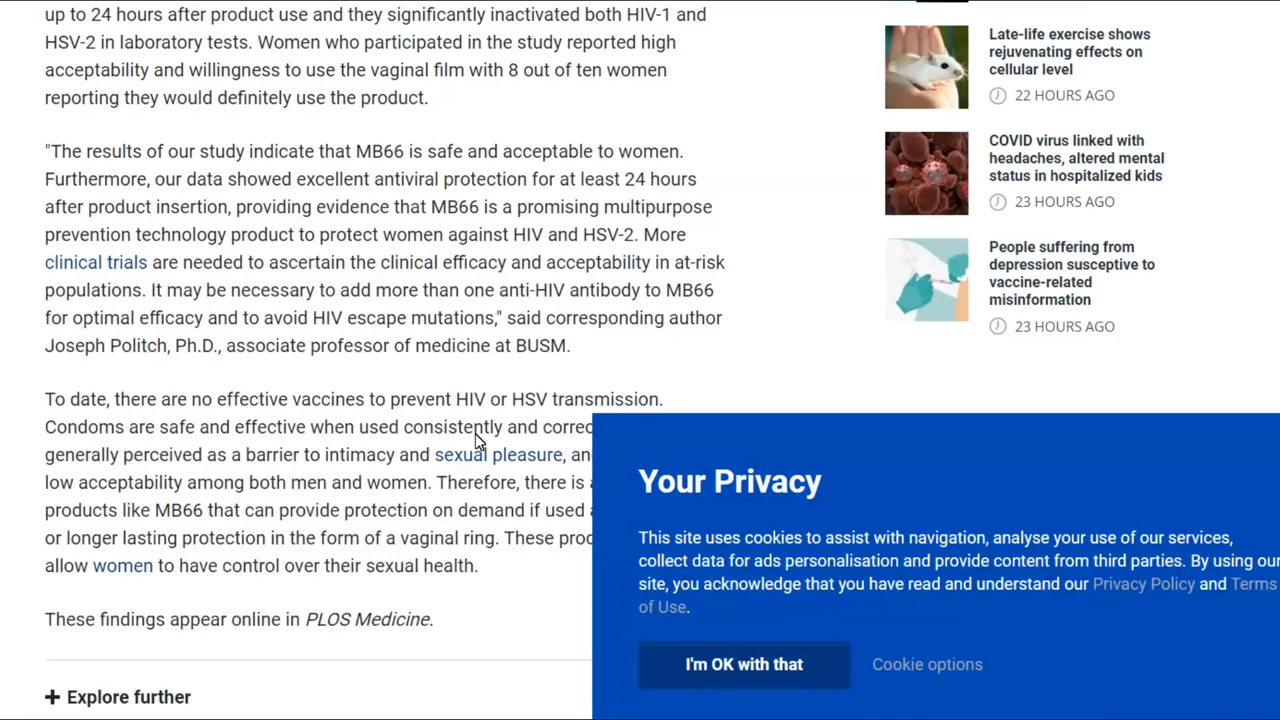 up to 24 hours after product use and they significantly inactivated both HIV-1 and
HSV-2 in laboratory tests. Women who participated in the study reported high
acceptability and willingness to use the vaginal film with 8 out of ten women
reporting they would definitely use the product.
"The results of our study indicate that MB66 is safe and acceptable to women.
Furthermore, our data showed excellent antiviral protection for at least 24 hours
after product insertion, providing evidence that MB66 is a promising multipurpose
prevention technology product to protect women against HIV and HSV-2. More
clinical trials are needed to ascertain the clinical efficacy and acceptability in at-risk
populations. It may be necessary to add more than one anti-HIV antibody to MB66
for optimal efficacy and to avoid HIV escape mutations," said corresponding author
Joseph Politch, Ph.D., associate professor of medicine at BUSM.
To date, there are no effective vaccines to prevent HIV or HSV transmission.
Condoms are safe and effective when used consistently and correc
generally perceived as a barrier to intimacy and sexual pleasure, an
low acceptability among both men and women. Therefore, there is a
products like MB66 that can provide protection on demand if used a
or longer lasting protection in the form of a vaginal ring. These prod
allow women to have control over their sexual health.
These findings appear online in PLOS Medicine.
+ Explore further
Late-life exercise shows
rejuvenating effects on
cellular level
22 HOURS AGO
COVID virus linked with
headaches, altered mental
status in hospitalized kids
23 HOURS AGO
People suffering from
depression susceptive to
vaccine-related
misinformation
23 HOURS AGO
Your Privacy
This site uses cookies to assist with navigation, analyse your use of our services,
collect data for ads personalisation and provide content from third parties. By using our
site, you acknowledge that you have read and understand our Privacy Policy and Terms
of Use.
I'm OK with that
Cookie options